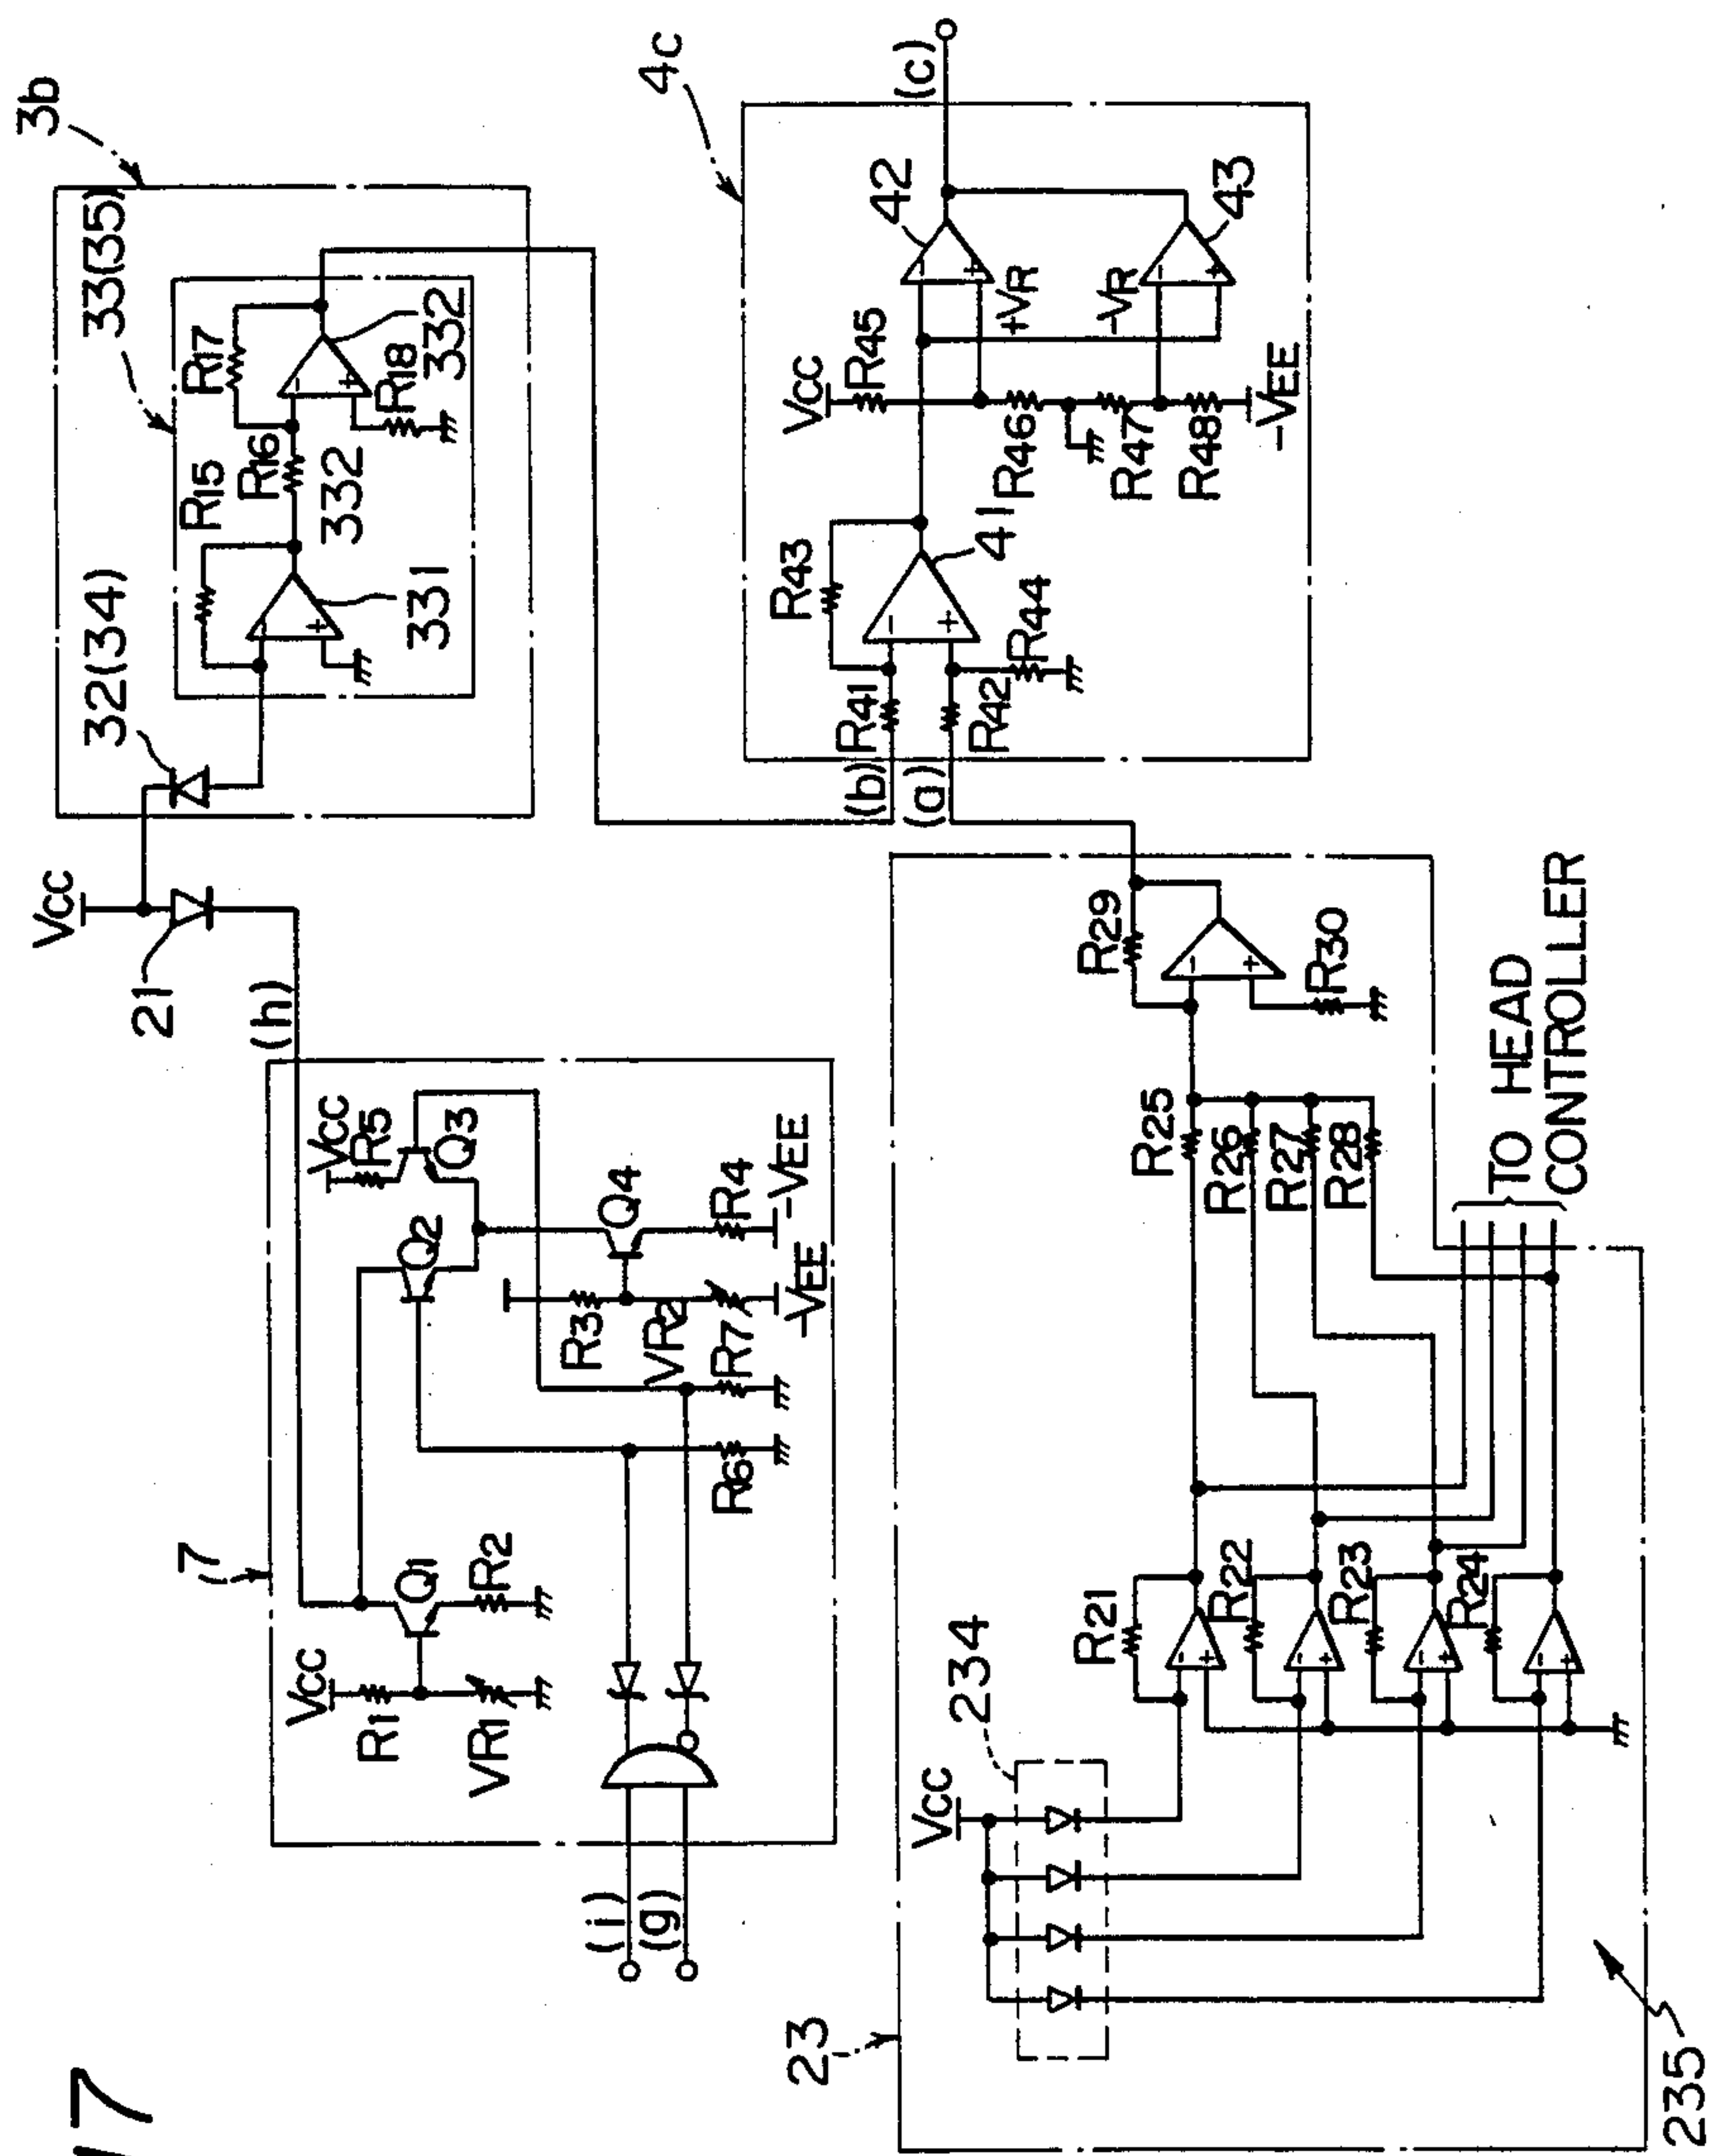 17
3b
33(35)
32(34)
VCC
21
(h)
R15
R16
R17
R18
331
332
332
4c
(c)
42
43
VCC
R45
+VR
-VR
R46
R47
R48
-VEE
R43
41
R44
R41
R42
(b)
(a)
7
VCC
R1
VR1
Q1
R2
VCC
R5
Q3
Q2
Q4
R4
-VEE
R3
VR2
-VEE
R7
R6
(i)
(g)
23
234
VCC
R21
R22
R23
R24
R25
R26
R27
R28
R29
R30
TO HEAD
CONTROLLER
235